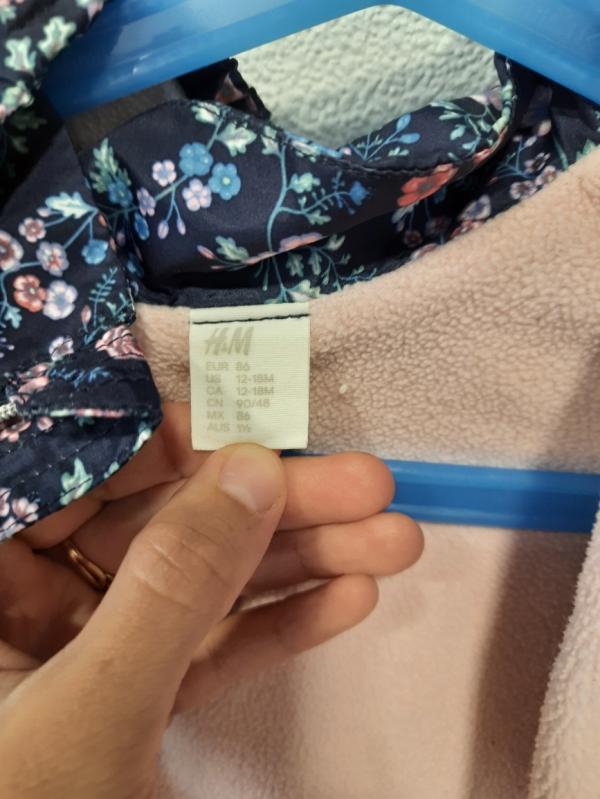 H&M
EUR 86
US 12-18M
CA 12-18M
CN 90/48
MX 86
AUS 1½